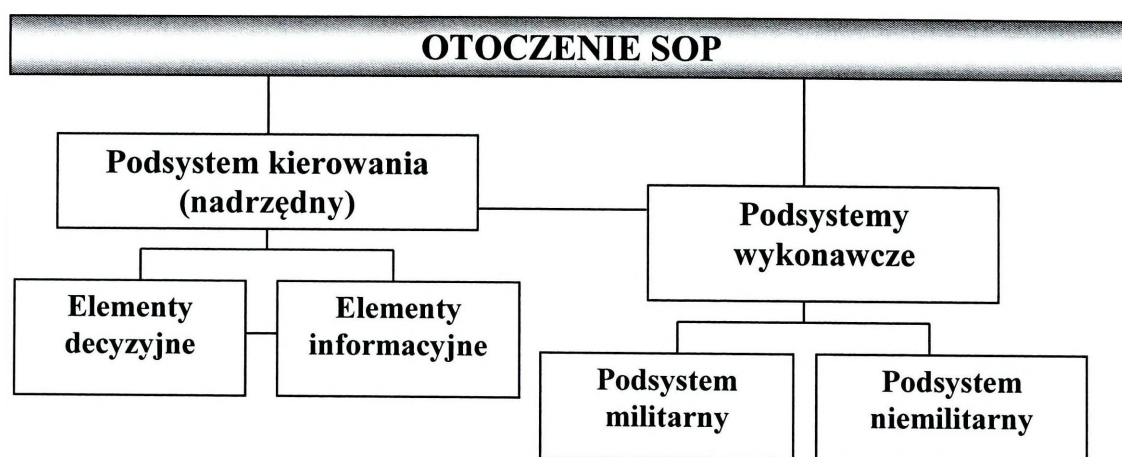 OTOCZENIE SOP
Podsystem kierowania
(nadrzędny)
Podsystemy
wykonawcze
Elementy
decyzyjne
Elementy
informacyjne
Podsystem
militarny
Podsystem
niemilitarny